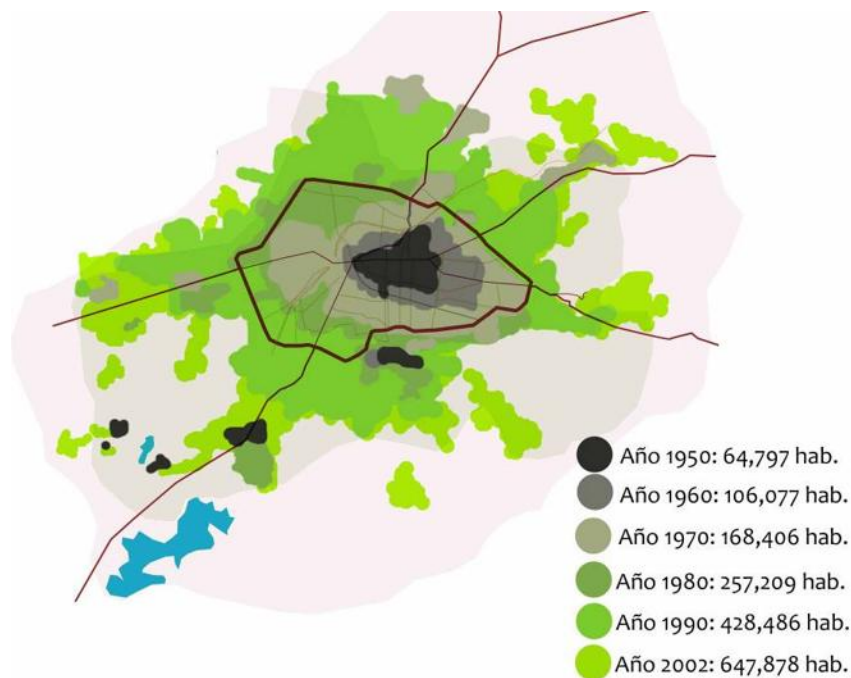 Año 1950: 64,797 hab.
Año 1960: 106,077 hab.
Año 1970: 168,406 hab.
Año 1980: 257,209 hab.
Año 1990: 428,486 hab.
Año 2002: 647,878 hab.